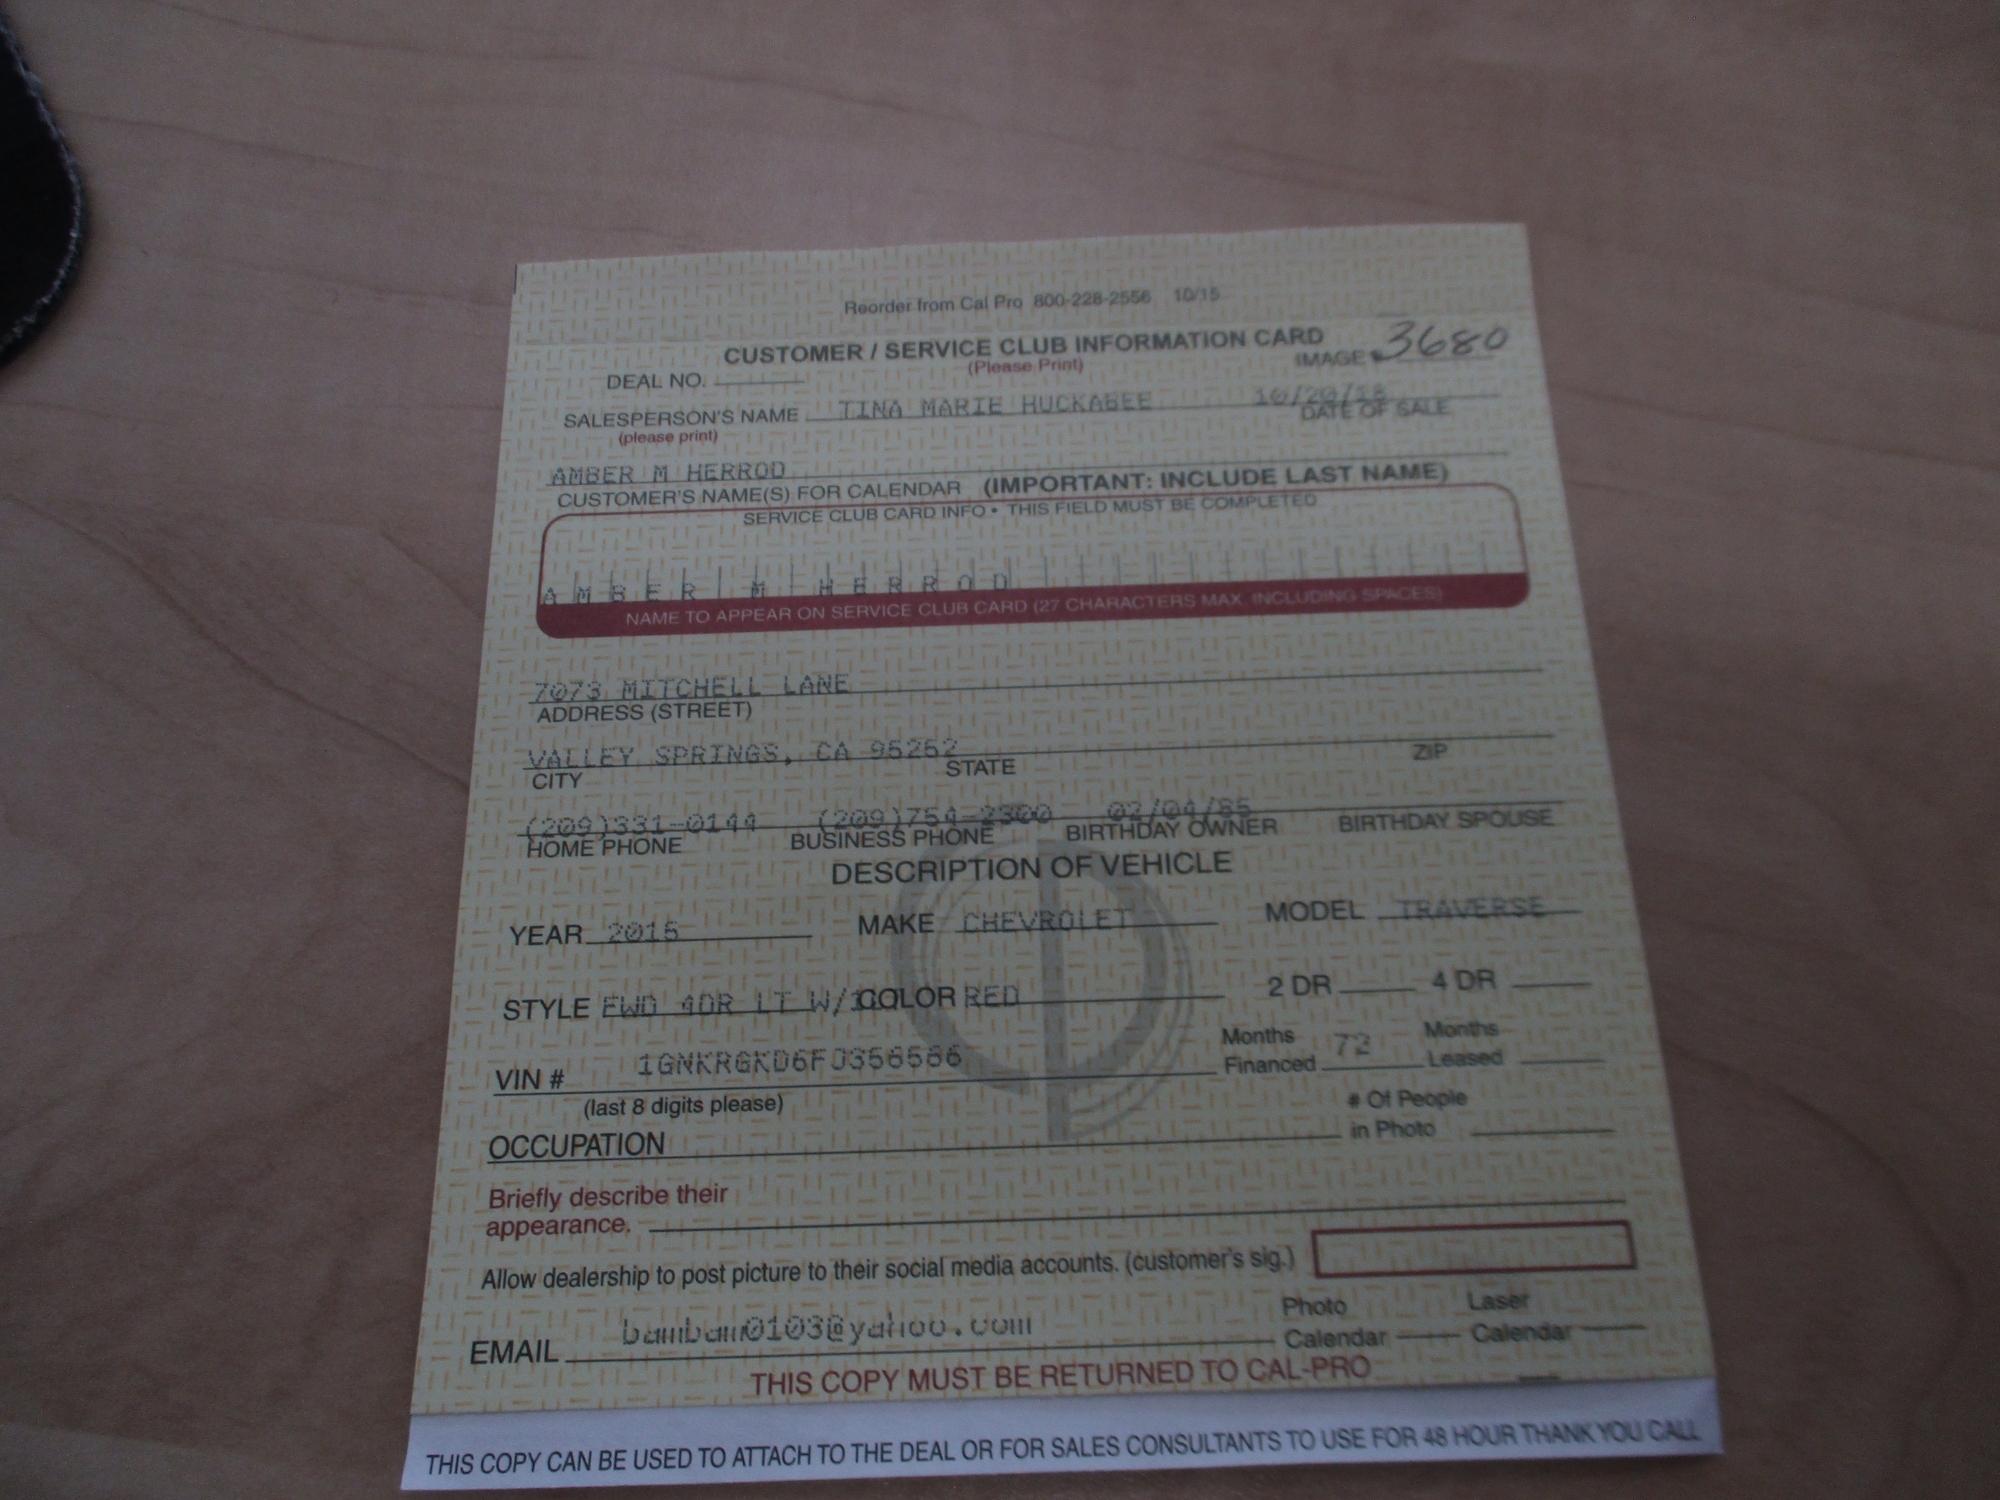 Reorder from Cal Pro 800-228-2556 10/15
CUSTOMER / SERVICE CLUB INFORMATION CARD
(Please Print)
IMAGE # 3680
DEAL NO.
SALESPERSON'S NAME TINA MARIE HUCKABEE
(please print)
DATE OF SALE
AMBER M HERROD
CUSTOMER'S NAME(S) FOR CALENDAR (IMPORTANT: INCLUDE LAST NAME)
SERVICE CLUB CARD INFO • THIS FIELD MUST BE COMPLETED
AMBER M HERROD
NAME TO APPEAR ON SERVICE CLUB CARD (27 CHARACTERS MAX. INCLUDING SPACES)
7073 MITCHELL LANE
ADDRESS (STREET)
VALLEY SPRINGS, CA 95252
CITY STATE ZIP
(209)331-0144 (209)754-2300 02/04/85
HOME PHONE BUSINESS PHONE BIRTHDAY OWNER BIRTHDAY SPOUSE
DESCRIPTION OF VEHICLE
YEAR 2015 MAKE CHEVROLET MODEL TRAVERSE
STYLE FWD 4DR LT W/ COLOR RED 2 DR 4 DR
Months Financed 72 Months Leased
VIN # 1GNKRGKD6FJ356586
(last 8 digits please)
# Of People in Photo
OCCUPATION
Briefly describe their
appearance.
Allow dealership to post picture to their social media accounts. (customer's sig.)
EMAIL bambam0103@yahoo.com
Photo Calendar Laser Calendar
THIS COPY MUST BE RETURNED TO CAL-PRO
THIS COPY CAN BE USED TO ATTACH TO THE DEAL OR FOR SALES CONSULTANTS TO USE FOR 48 HOUR THANK YOU CALL